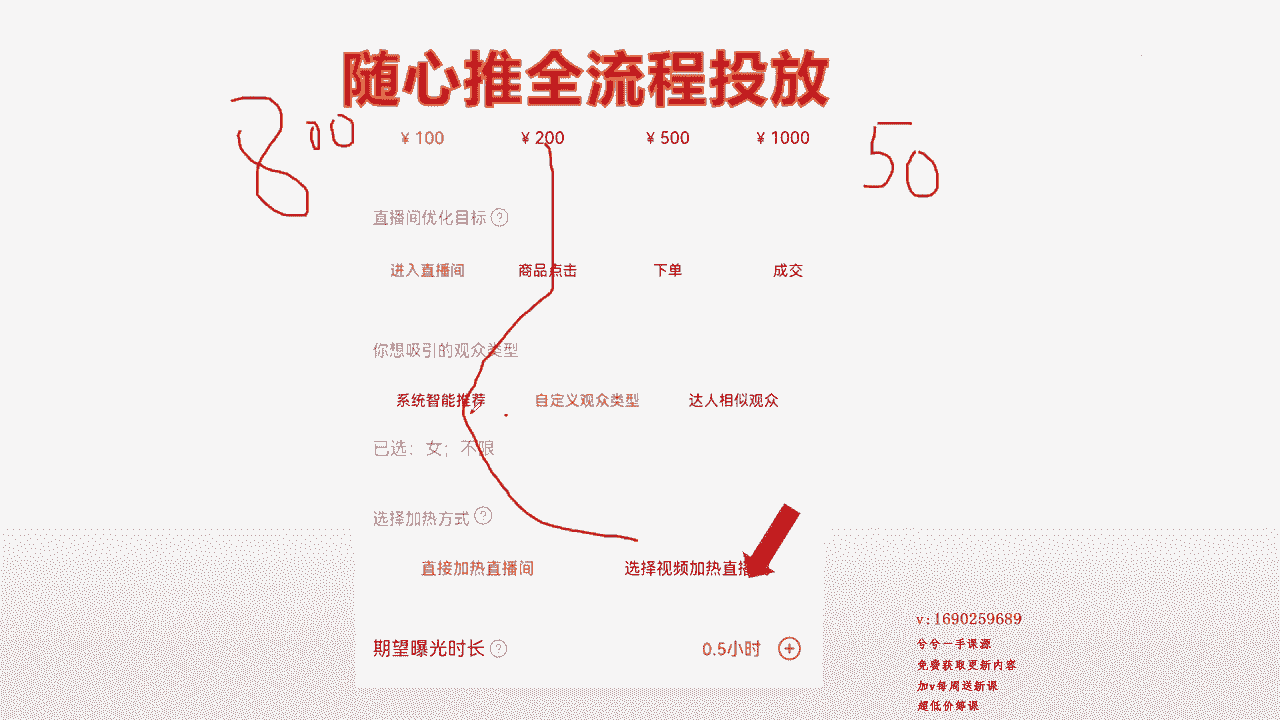 随心推全流程投放
800
¥ 100 ¥ 200 ¥ 500 ¥ 1000
50
直播间优化目标 ?
进入直播间 商品点击 下单 成交
你想吸引的观众类型
系统智能推荐 自定义观众类型 达人相似观众
已选：女；不限
选择加热方式 ?
直接加热直播间 选择视频加热直播
期望曝光时长 ? 0.5小时 +
v:1690259689
兮兮一手课源
免费获取更新内容
加v每周送新课
超低价筹课